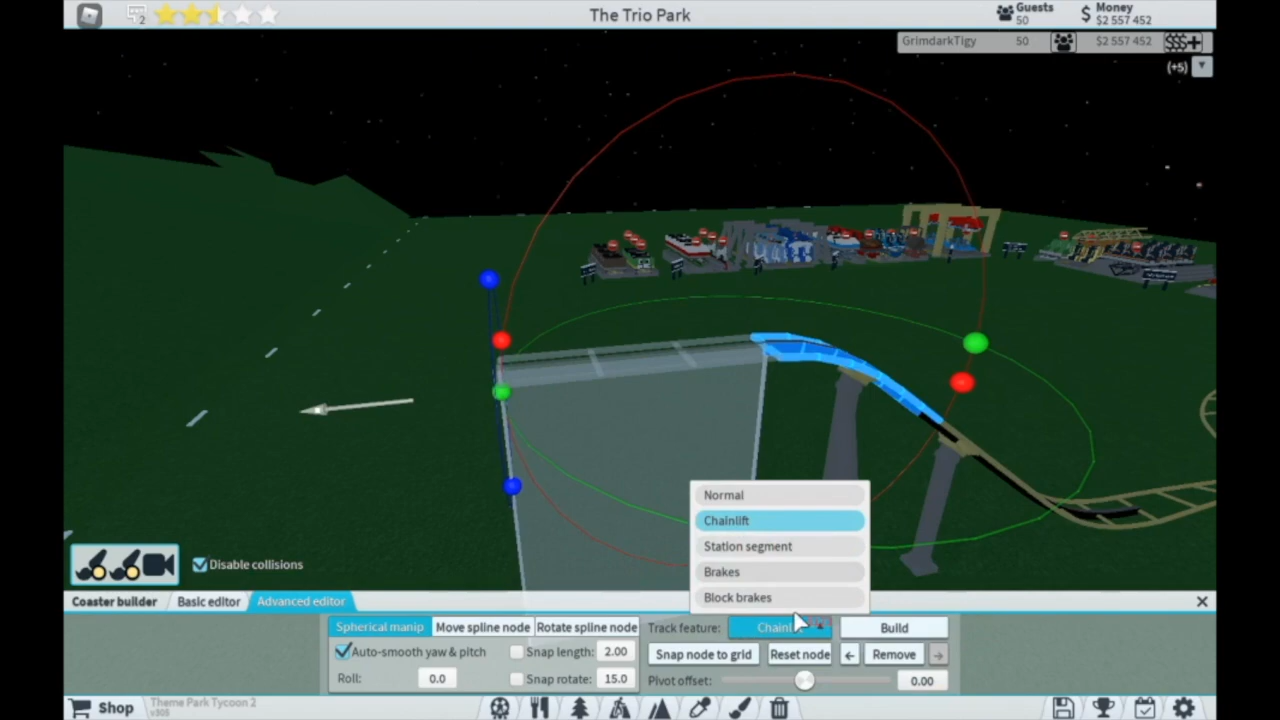 2
The Trio Park
Guests
50
Money
$2 557 452
GrimdarkTigy 50 $2 557 452 $$$+
(+5)
Normal
Chainlift
Station segment
Brakes
Block brakes
Disable collisions
Coaster builder Basic editor Advanced editor
Spherical manip Move spline node Rotate spline node Track feature: Build
Auto-smooth yaw & pitch Snap length: 2.00 Snap node to grid Reset node ← Remove →
Roll: 0.0 Snap rotate: 15.0 Pivot offset: 0.00
Shop
Theme Park Tycoon 2
v305